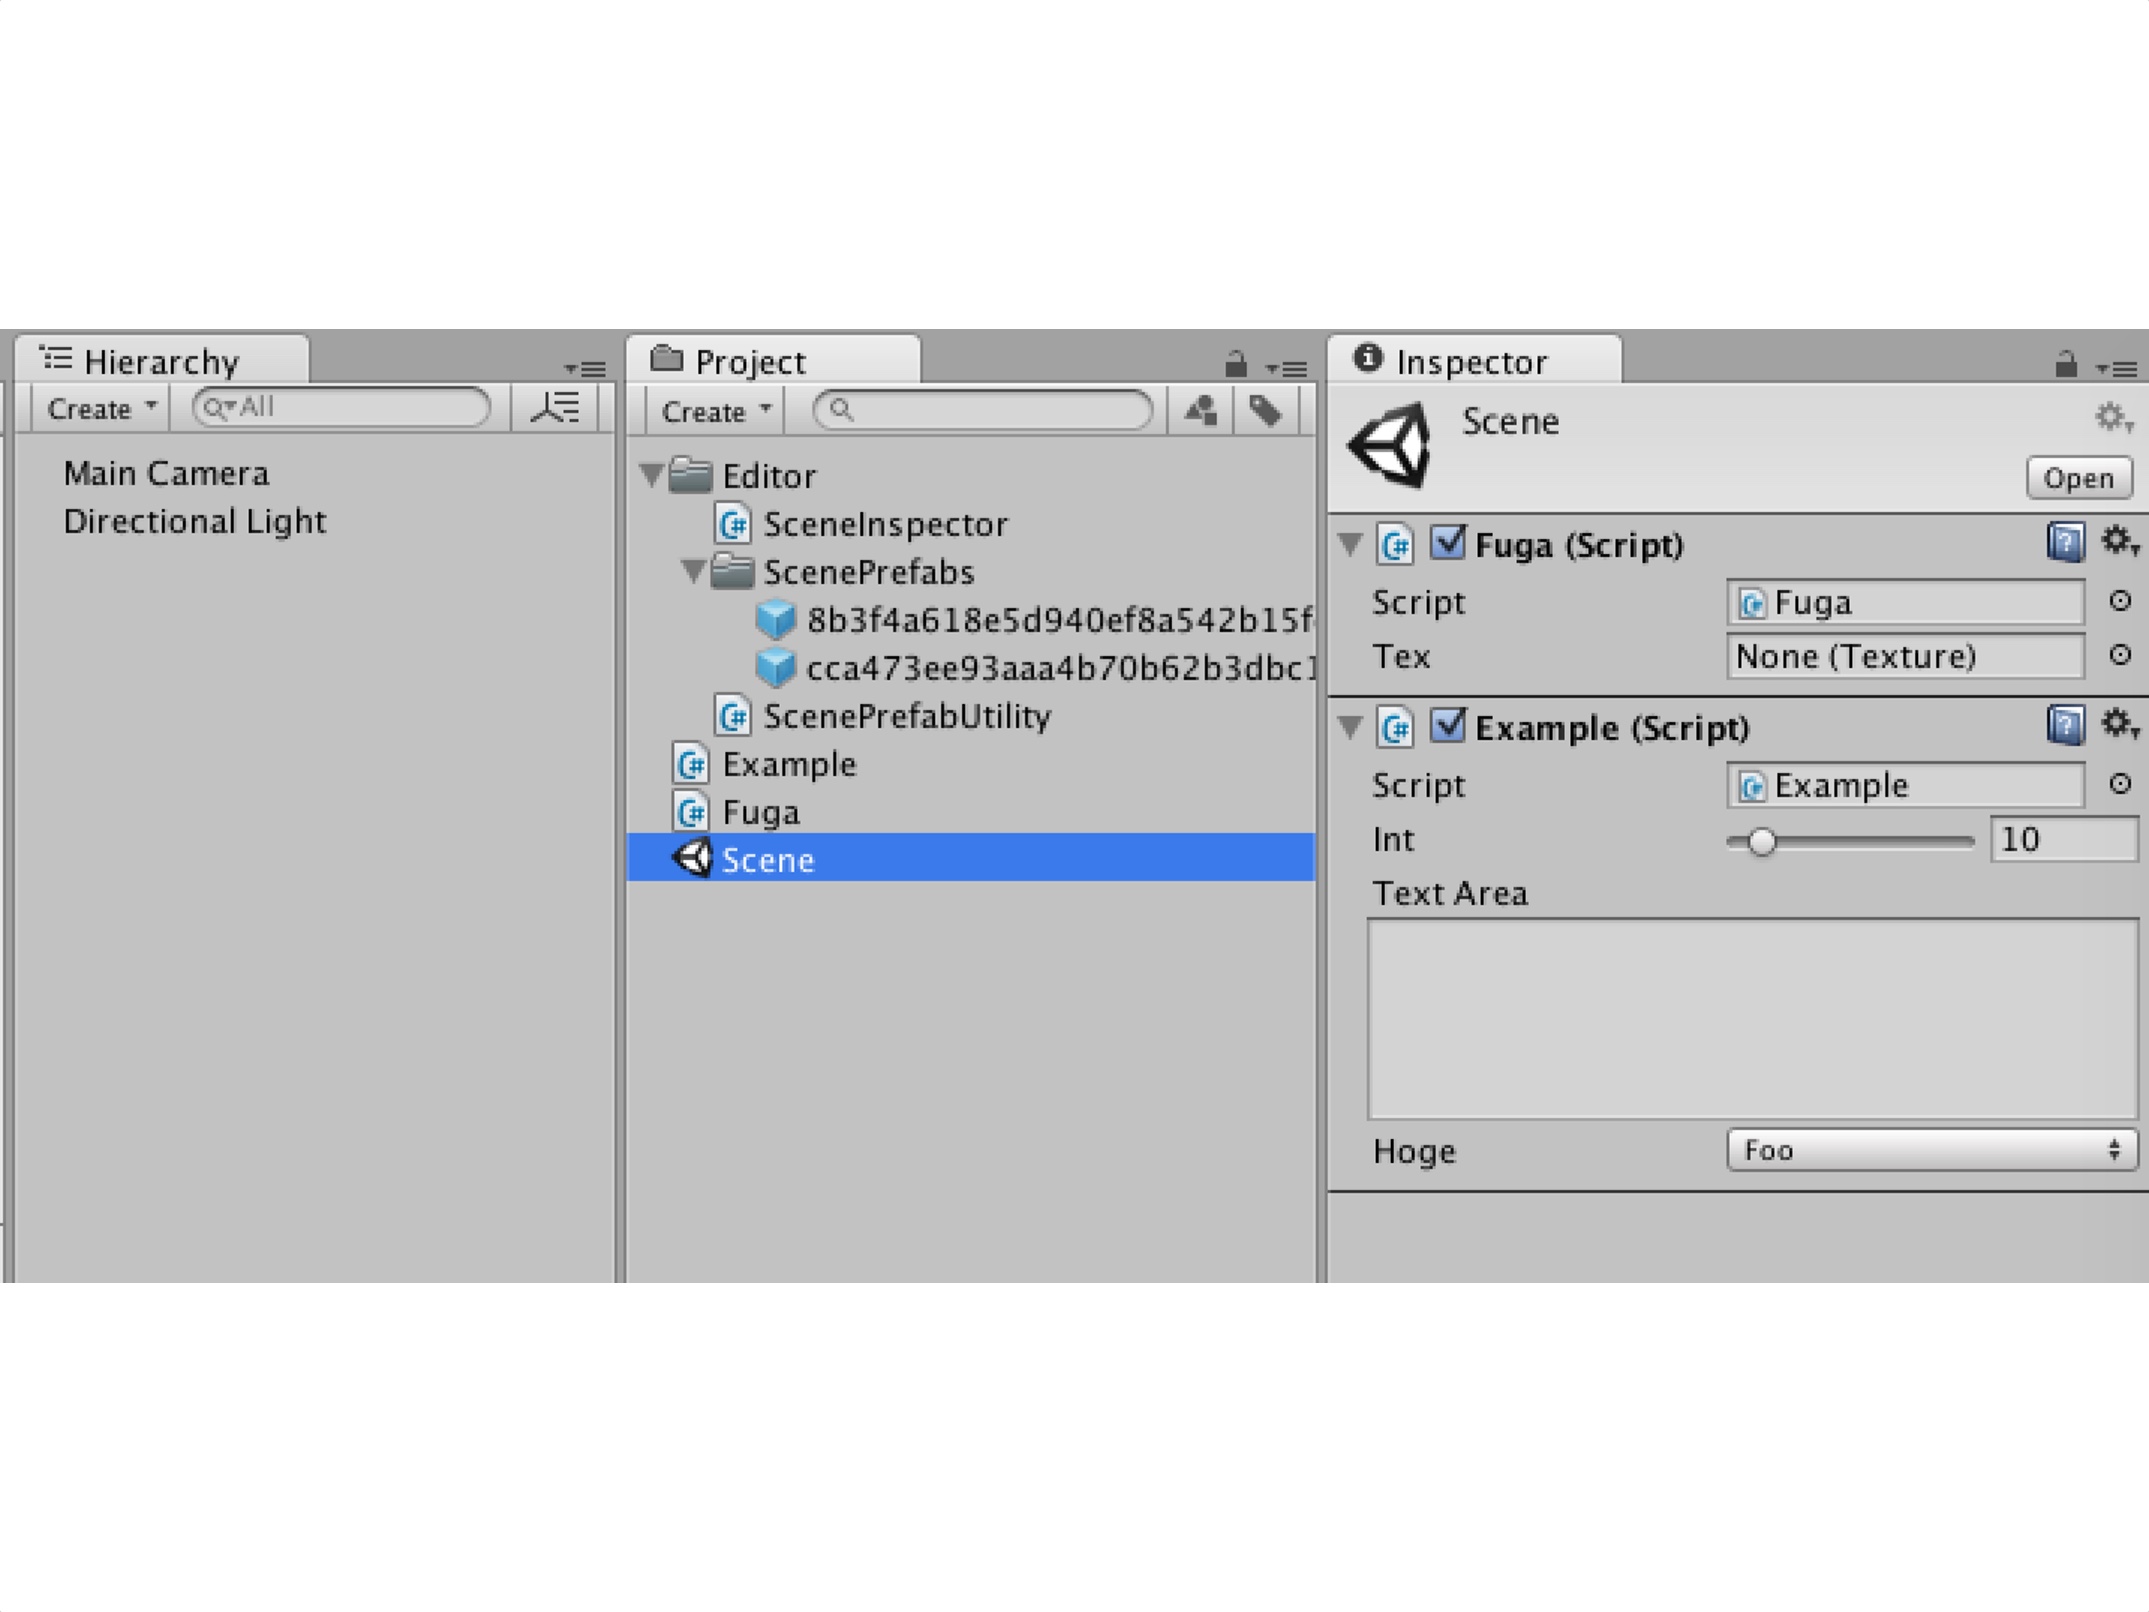 Hierarchy
Create
All
Main Camera
Directional Light
Project
Create
Editor
SceneInspector
ScenePrefabs
8b3f4a618e5d940ef8a542b15f
cca473ee93aaa4b70b62b3dbc1
ScenePrefabUtility
Example
Fuga
Scene
Inspector
Scene
Open
Fuga (Script)
Script Fuga
Tex None (Texture)
Example (Script)
Script Example
Int 10
Text Area
Hoge Foo